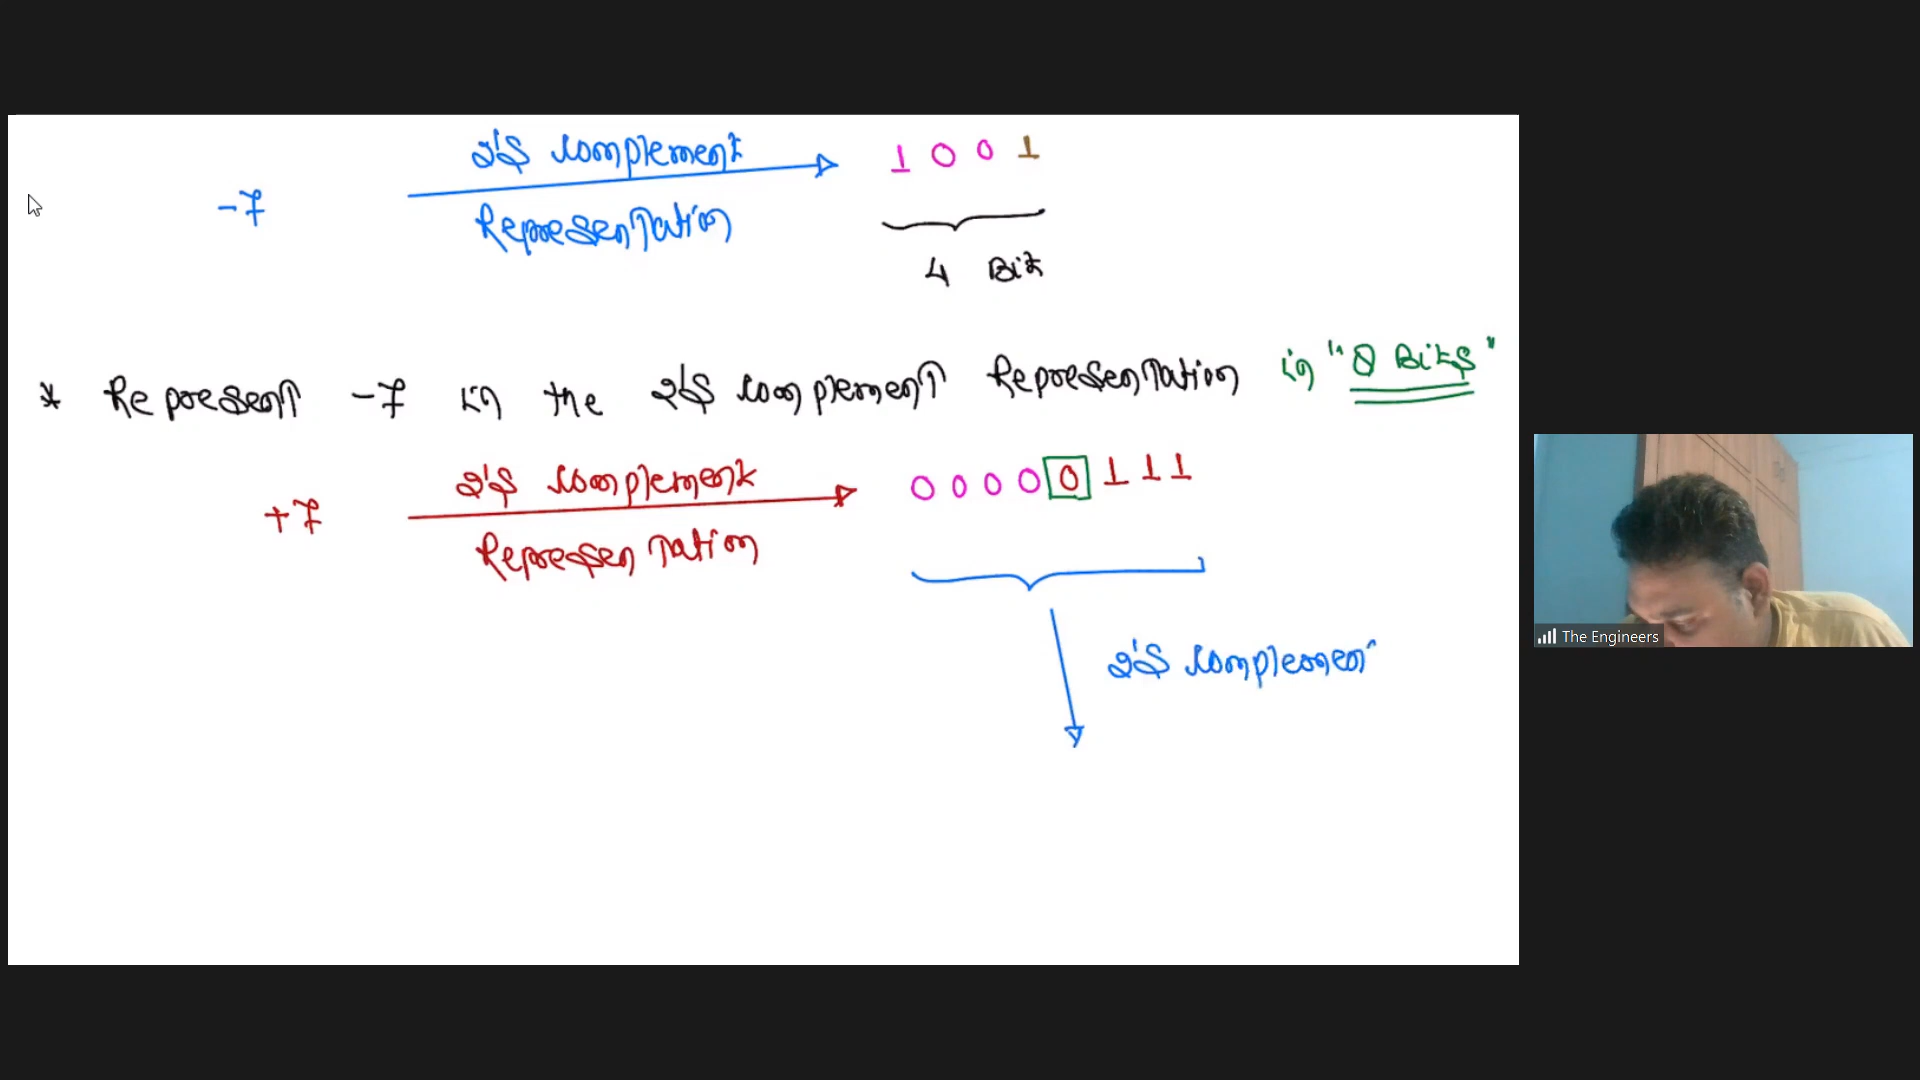 -7 2's complement Representation 1 0 0 1
4 Bit
* Represent -7 in the 2's complement Representation in "8 Bits"
+7 2's complement Representation 0 0 0 0 0 1 1 1
2's complement
The Engineers